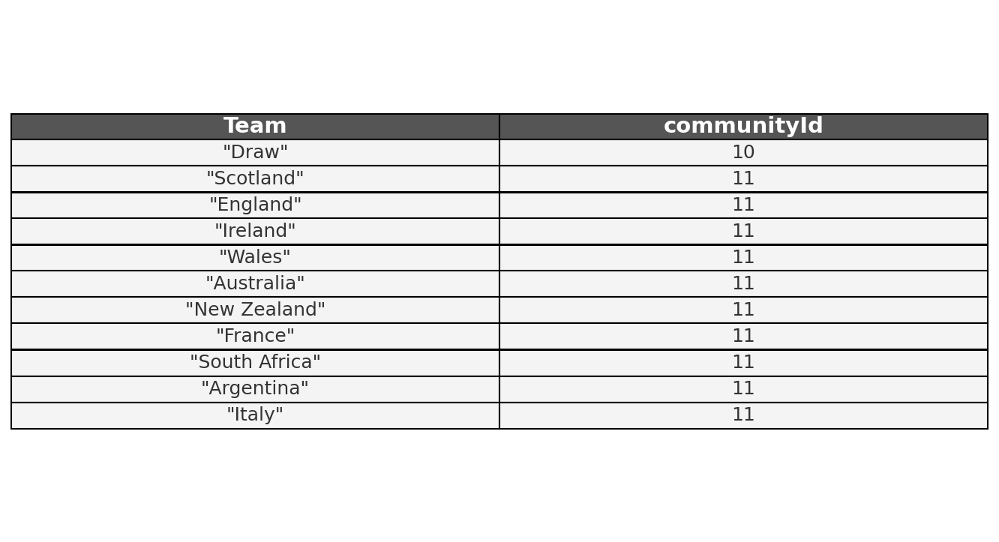 Team communityId
"Draw" 10
"Scotland" 11
"England" 11
"Ireland" 11
"Wales" 11
"Australia" 11
"New Zealand" 11
"France" 11
"South Africa" 11
"Argentina" 11
"Italy" 11